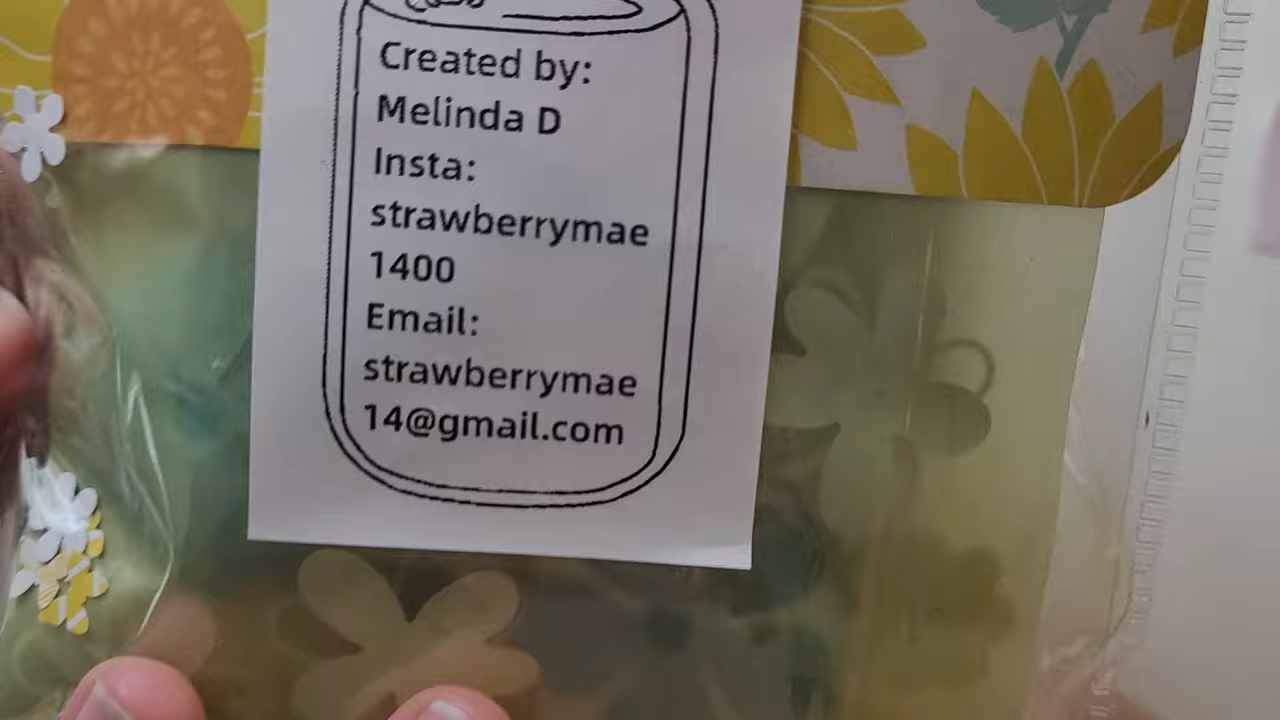 Created by:
Melinda D
Insta:
strawberrymae
1400
Email:
strawberrymae
14@gmail.com